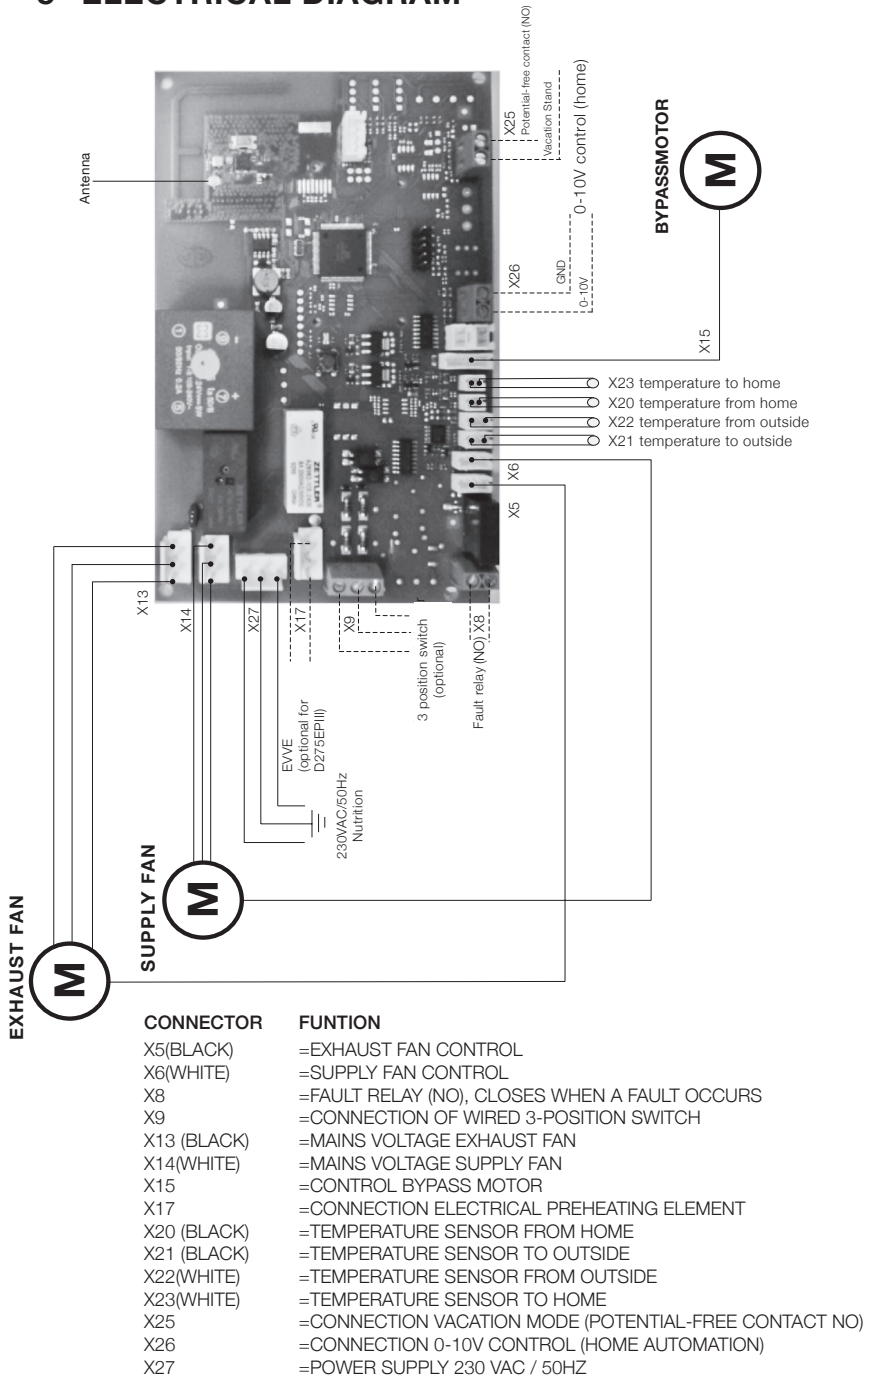 ELECTRICAL DIAGRAM
Antenna
X25
Potential-free contact (NO)
Vacation Stand
0-10V control (home)
X26
GND
0-10V
BYPASSMOTOR
M
X15
X23 temperature to home
X20 temperature from home
X22 temperature from outside
X21 temperature to outside
X6
X5
ZETTLER
X13
X14
X27
X17
X9
X8
EVVE
(optional for
D275EPIII)
3 position switch
(optional)
Fault relay (NO)
230VAC/50Hz
Nutrition
SUPPLY FAN
M
EXHAUST FAN
M
CONNECTOR FUNTION
X5(BLACK) =EXHAUST FAN CONTROL
X6(WHITE) =SUPPLY FAN CONTROL
X8 =FAULT RELAY (NO), CLOSES WHEN A FAULT OCCURS
X9 =CONNECTION OF WIRED 3-POSITION SWITCH
X13 (BLACK) =MAINS VOLTAGE EXHAUST FAN
X14(WHITE) =MAINS VOLTAGE SUPPLY FAN
X15 =CONTROL BYPASS MOTOR
X17 =CONNECTION ELECTRICAL PREHEATING ELEMENT
X20 (BLACK) =TEMPERATURE SENSOR FROM HOME
X21 (BLACK) =TEMPERATURE SENSOR TO OUTSIDE
X22(WHITE) =TEMPERATURE SENSOR FROM OUTSIDE
X23(WHITE) =TEMPERATURE SENSOR TO HOME
X25 =CONNECTION VACATION MODE (POTENTIAL-FREE CONTACT NO)
X26 =CONNECTION 0-10V CONTROL (HOME AUTOMATION)
X27 =POWER SUPPLY 230 VAC / 50HZ